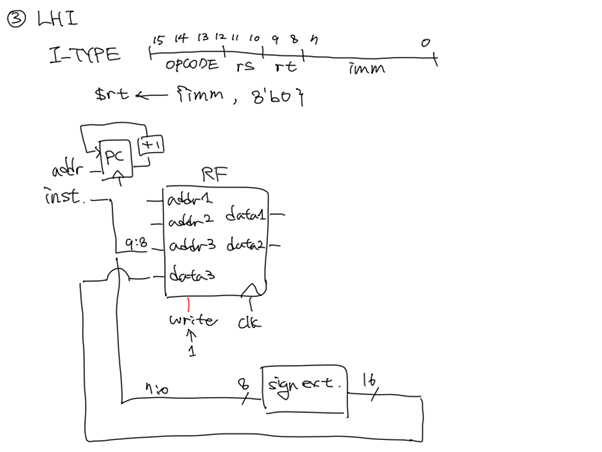 ③ LHI
I-TYPE
15 14 13 12 11 10 9 8 7 0
OPCODE rs rt imm
$rt ← {imm, 8'b0}
+1
PC
addr
inst.
RF
addr1
addr2
addr3
data3
data1
data2
9:8
write
clk
1
7:0
8
sign ext.
16